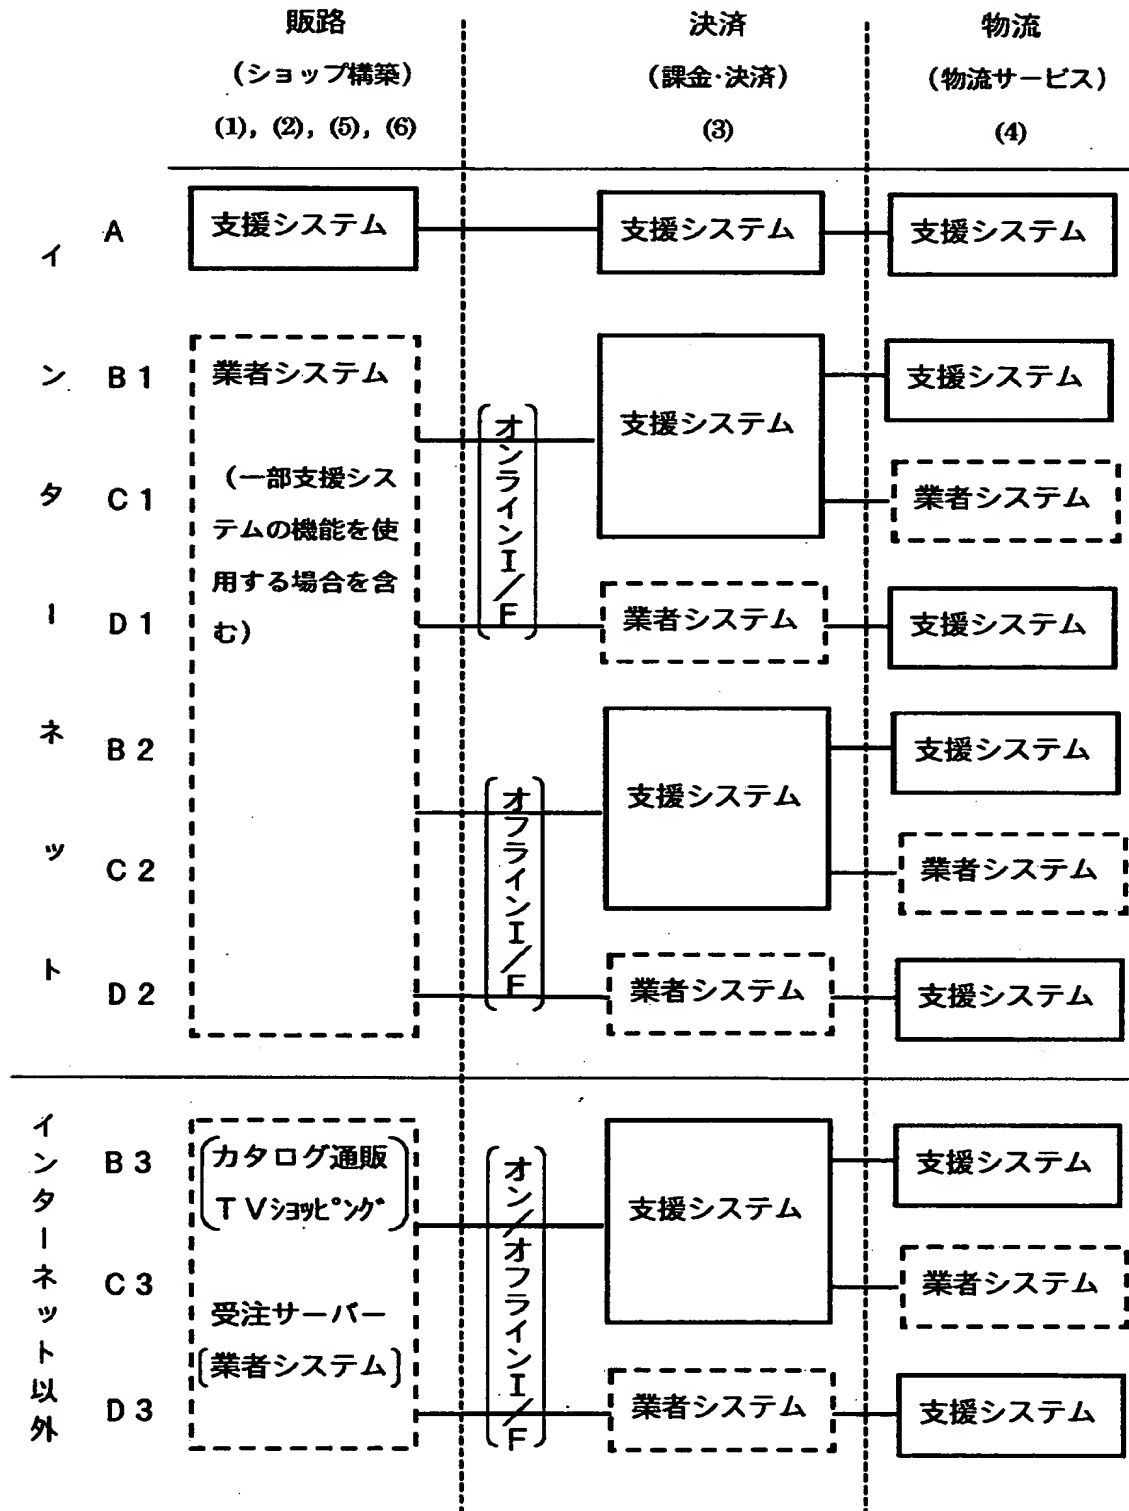 販路 決済 物流
(ショップ構築) (課金·決済) (物流サービス)
(1), (2), (5), (6) (3) (4)
インターネット
A 支援システム 支援システム 支援システム
B1 業者システム 支援システム 支援システム
(一部支援シス
テムの機能を使
用する場合を含
む)
オンラインI/F
C1 業者システム
D1 業者システム 支援システム
B2 支援システム 支援システム
オフラインI/F
C2 業者システム
D2 業者システム 支援システム
インターネット以外
B3 カタログ通販 支援システム 支援システム
TVショッピング
オン/オフラインI/F
C3 業者システム
受注サーバー
[業者システム]
D3 業者システム 支援システム